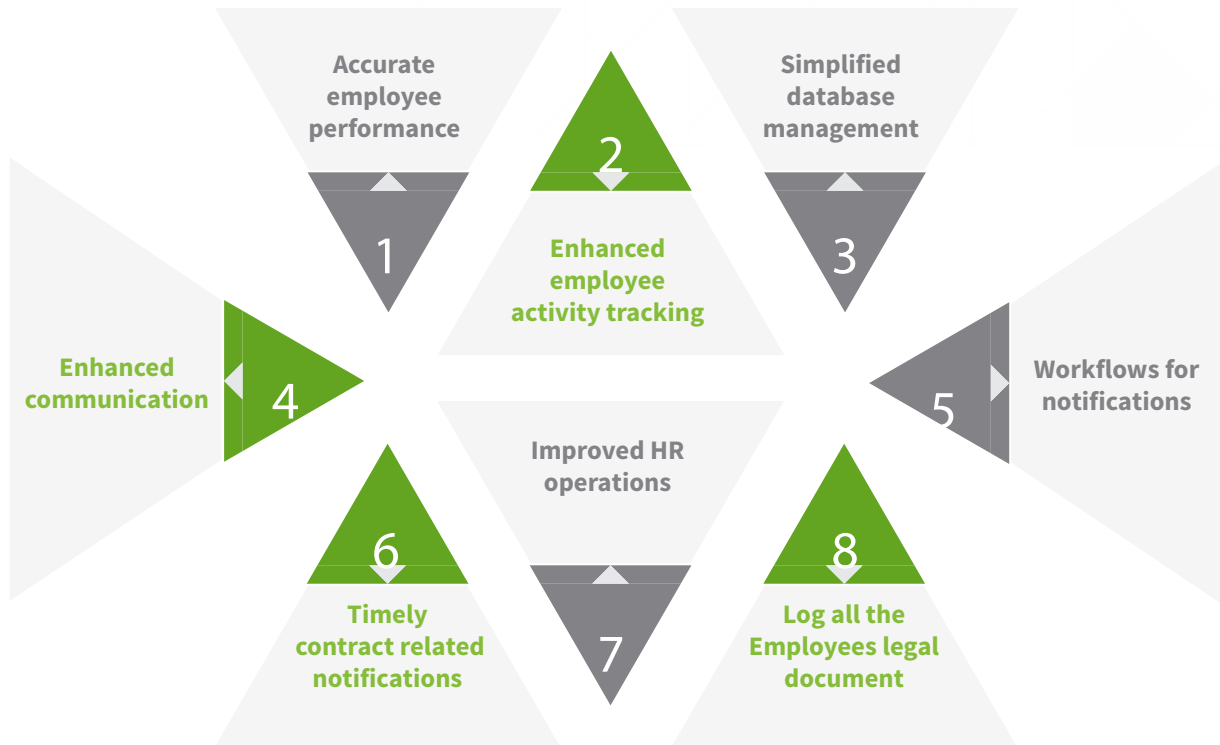 Accurate
employee
performance
1
2
Enhanced
employee
activity tracking
Simplified
database
management
3
Enhanced
communication
4
5
Workflows for
notifications
6
Timely
contract related
notifications
Improved HR
operations
7
8
Log all the
Employees legal
document